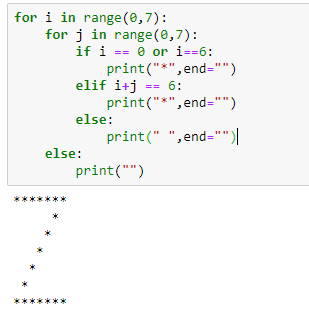 for i in range(0,7):
    for j in range(0,7):
        if i == 0 or i==6:
            print("*",end="")
        elif i+j == 6:
            print("*",end="")
        else:
            print(" ",end="")
    else:
        print("")
*******
     *
    *
   *
  *
 *
*******